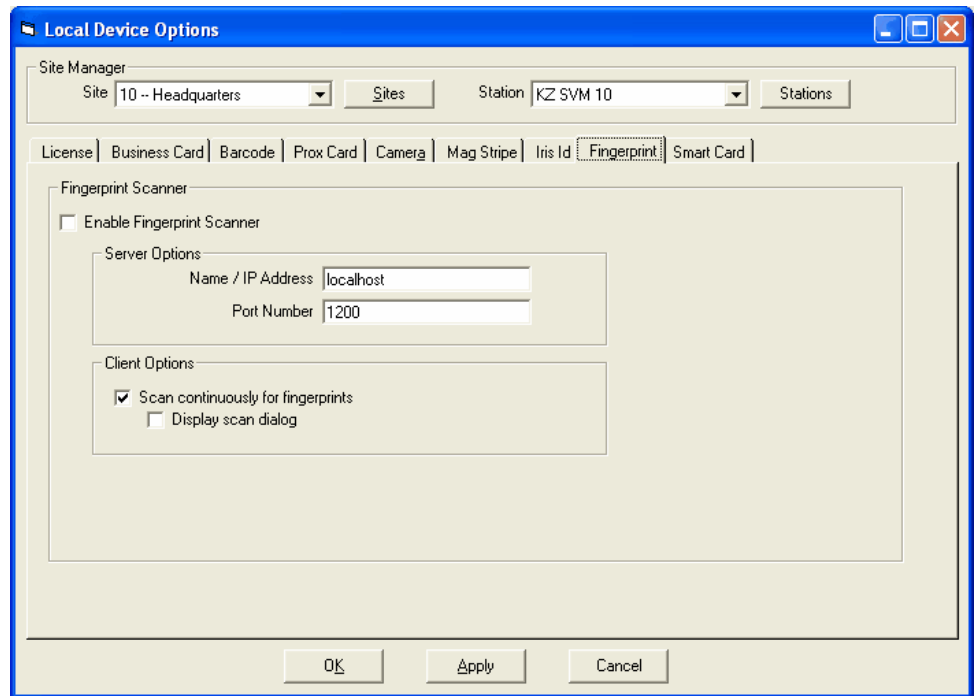 Local Device Options
Site Manager
Site 10 -- Headquarters Sites Station KZ SVM 10 Stations
License Business Card Barcode Prox Card Camera Mag Stripe Iris Id Fingerprint Smart Card
Fingerprint Scanner
Enable Fingerprint Scanner
Server Options
Name / IP Address localhost
Port Number 1200
Client Options
Scan continuously for fingerprints
Display scan dialog
OK Apply Cancel